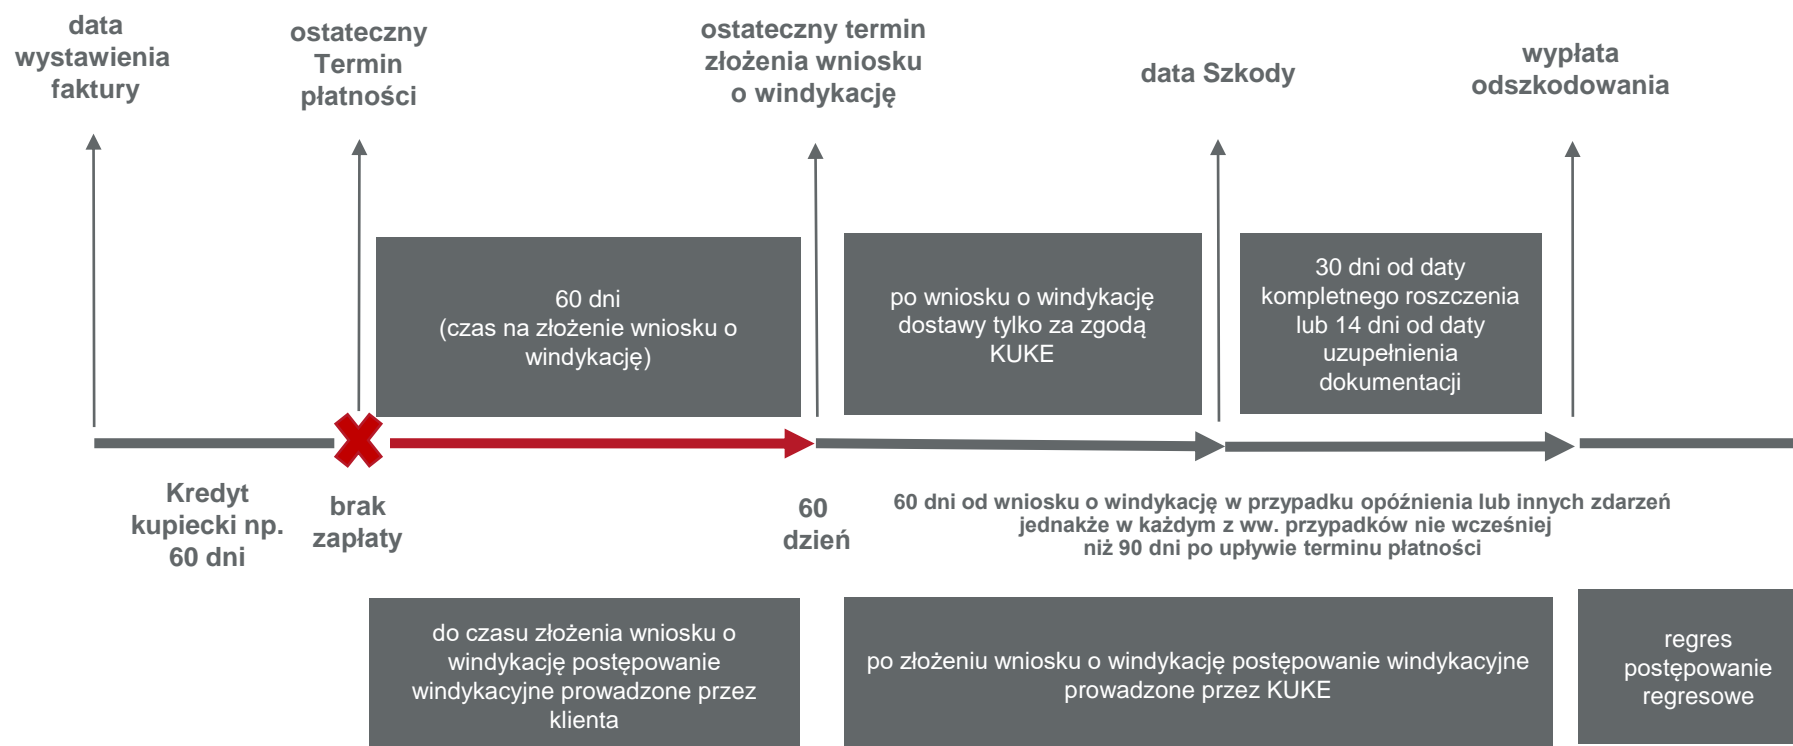 data
wystawienia
faktury
ostateczny
Termin
płatności
ostateczny termin
złożenia wniosku
o windykację
data Szkody
wypłata
odszkodowania
60 dni
(czas na złożenie wniosku o
windykację)
po wniosku o windykację
dostawy tylko za zgodą
KUKE
30 dni od daty
kompletnego roszczenia
lub 14 dni od daty
uzupełnienia
dokumentacji
Kredyt
kupiecki np.
60 dni
brak
zapłaty
60
dzień
60 dni od wniosku o windykację w przypadku opóźnienia lub innych zdarzeń
jednakże w każdym z ww. przypadków nie wcześniej
niż 90 dni po upływie terminu płatności
do czasu złożenia wniosku o
windykację postępowanie
windykacyjne prowadzone przez
klienta
po złożeniu wniosku o windykację postępowanie windykacyjne
prowadzone przez KUKE
regres
postępowanie
regresowe